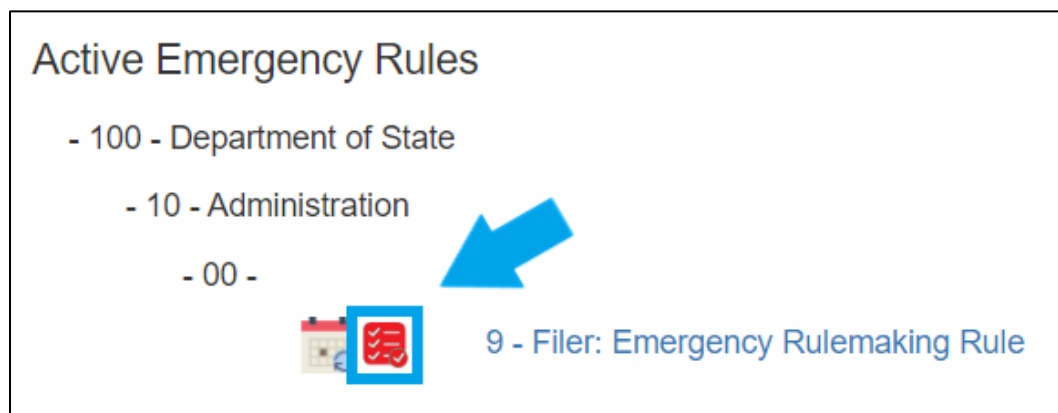 Active Emergency Rules
- 100 - Department of State
- 10 - Administration
- 00 -
9 - Filer: Emergency Rulemaking Rule